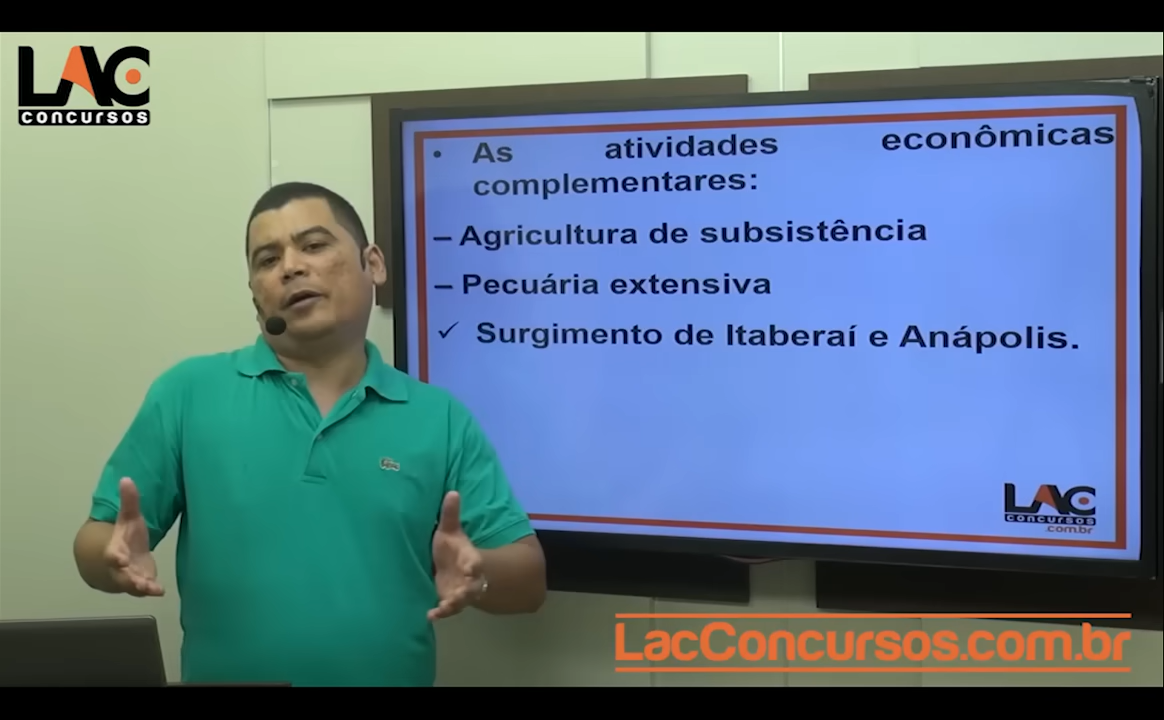 LAC
concursos
• As atividades econômicas
complementares:
– Agricultura de subsistência
– Pecuária extensiva
✓ Surgimento de Itaberaí e Anápolis.
LAC
concursos
.com.br
LacConcursos.com.br